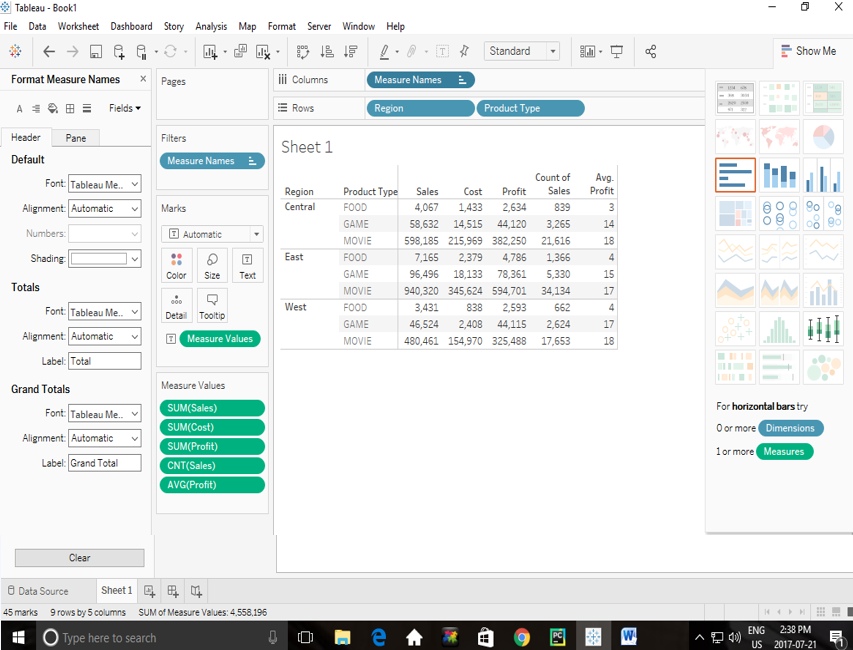 Tableau - Book1
File Data Worksheet Dashboard Story Analysis Map Format Server Window Help
Standard
Show Me
Format Measure Names
Fields
Header Pane
Default
Font: Tableau Me..
Alignment: Automatic
Numbers:
Shading:
Totals
Font: Tableau Me..
Alignment: Automatic
Label: Total
Grand Totals
Font: Tableau Me..
Alignment: Automatic
Label: Grand Total
Clear
Pages
Filters
Measure Names
Marks
Automatic
Color Size Text
Detail Tooltip
Measure Values
Measure Values
SUM(Sales)
SUM(Cost)
SUM(Profit)
CNT(Sales)
AVG(Profit)
Columns Measure Names
Rows Region Product Type
Sheet 1
Count of Avg.
Region Product Type Sales Cost Profit Sales Profit
Central FOOD 4,067 1,433 2,634 839 3
GAME 58,632 14,515 44,120 3,265 14
MOVIE 598,185 215,969 382,250 21,616 18
East FOOD 7,165 2,379 4,786 1,366 4
GAME 96,496 18,133 78,361 5,330 15
MOVIE 940,320 345,624 594,701 34,134 17
West FOOD 3,431 838 2,593 662 4
GAME 46,524 2,408 44,115 2,624 17
MOVIE 480,461 154,970 325,488 17,653 18
For horizontal bars try
0 or more Dimensions
1 or more Measures
Data Source Sheet 1
45 marks 9 rows by 5 columns SUM of Measure Values: 4,558,196
Type here to search
ENG 2:38 PM
US 2017-07-21